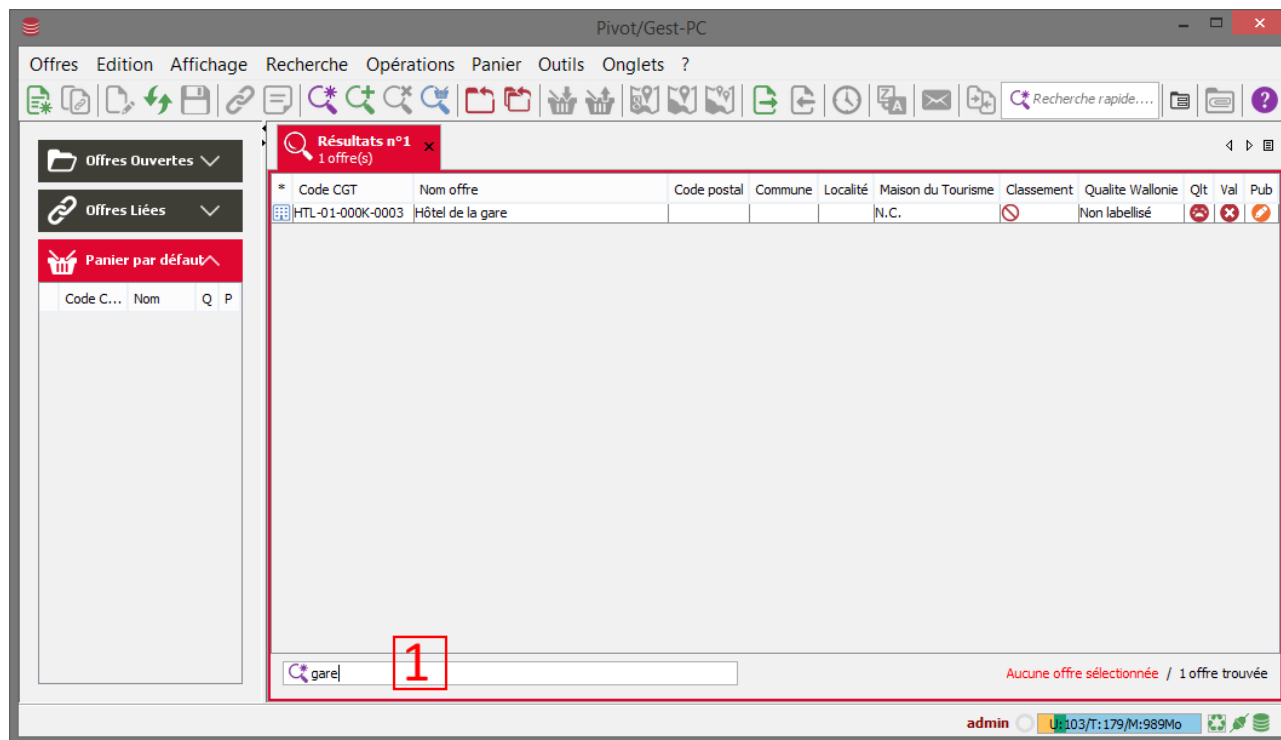 Pivot/Gest-PC
Offres Edition Affichage Recherche Opérations Panier Outils Onglets ?
Recherche rapide....
Offres Ouvertes
Offres Liées
Panier par défaut
Code C... Nom Q P
Résultats n°1
1 offre(s)
* Code CGT Nom offre Code postal Commune Localité Maison du Tourisme Classement Qualite Wallonie Qlt Val Pub
HTL-01-000K-0003 Hôtel de la gare N.C. Non labellisé
gare
1
Aucune offre sélectionnée / 1 offre trouvée
admin U:103/T:179/M:989Mo